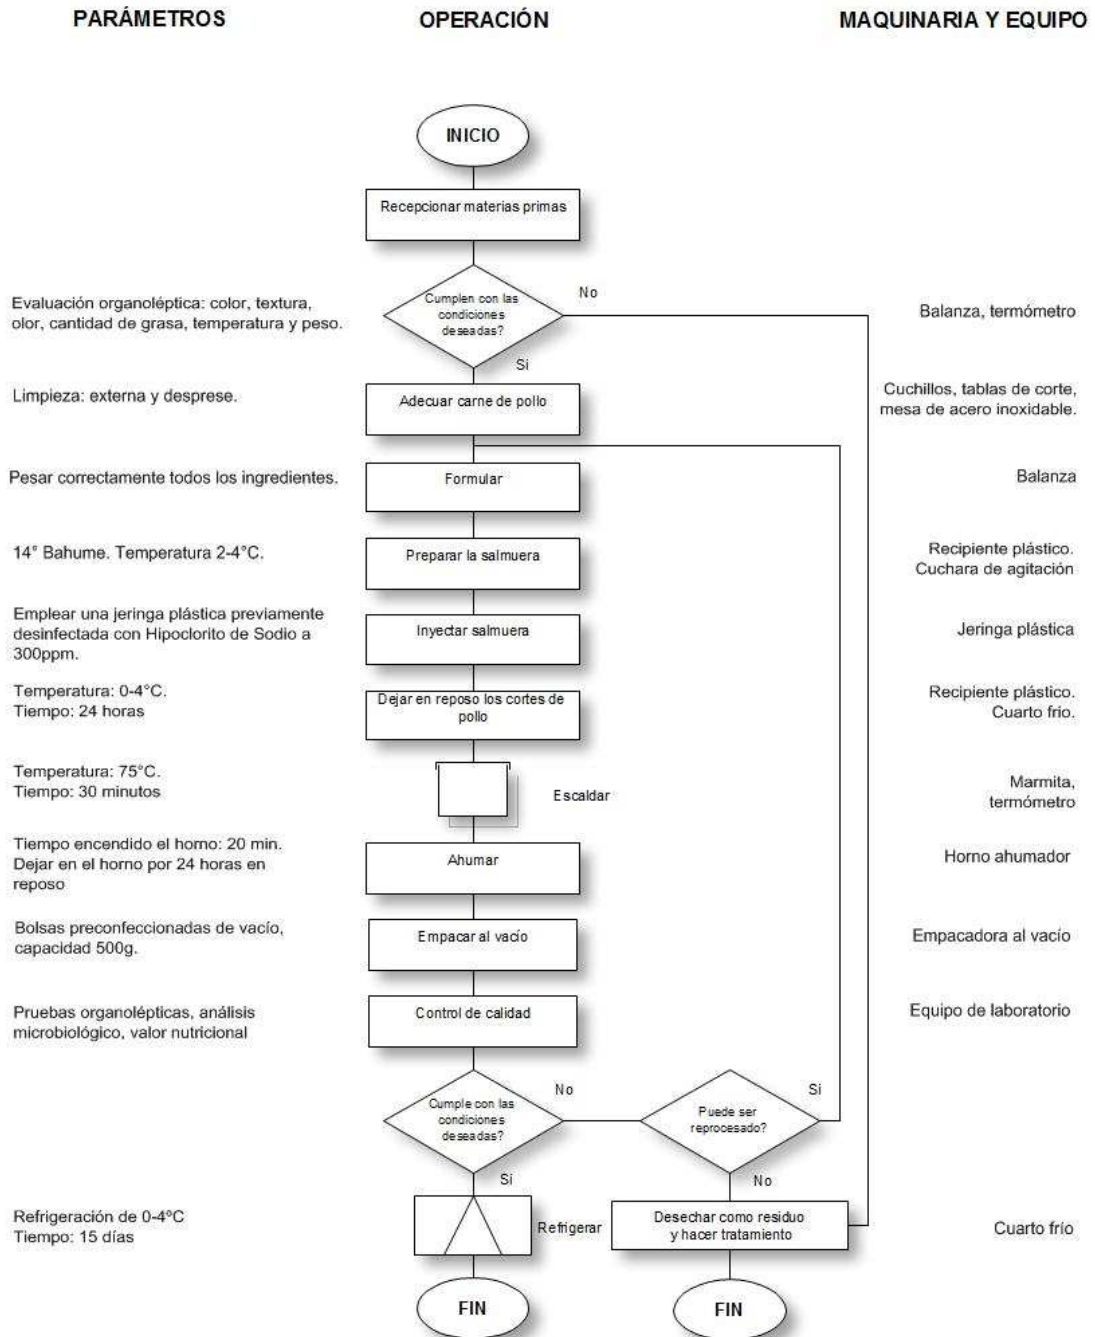 PARÁMETROS
OPERACIÓN
MAQUINARIA Y EQUIPO
INICIO
Recepcionar materias primas
Evaluación organoléptica: color, textura,
olor, cantidad de grasa, temperatura y peso.
Cumplen con las
condiciones
deseadas?
No
Balanza, termómetro
Si
Limpieza: externa y desprese.
Adecuar carne de pollo
Cuchillos, tablas de corte,
mesa de acero inoxidable.
Pesar correctamente todos los ingredientes.
Formular
Balanza
14° Bahume. Temperatura 2-4°C.
Preparar la salmuera
Recipiente plástico.
Cuchara de agitación
Emplear una jeringa plástica previamente
desinfectada con Hipoclorito de Sodio a
300ppm.
Inyectar salmuera
Jeringa plástica
Temperatura: 0-4°C.
Tiempo: 24 horas
Dejar en reposo los cortes de
pollo
Recipiente plástico.
Cuarto frio.
Temperatura: 75°C.
Tiempo: 30 minutos
Escaldar
Marmita,
termómetro
Tiempo encendido el horno: 20 min.
Dejar en el horno por 24 horas en
reposo
Ahumar
Horno ahumador
Bolsas preconfeccionadas de vacío,
capacidad 500g.
Empacar al vacío
Empacadora al vacío
Pruebas organolépticas, análisis
microbiológico, valor nutricional
Control de calidad
Equipo de laboratorio
Cumple con las
condiciones
deseadas?
No
Puede ser
reprocesado?
Si
Si
No
Refrigeración de 0-4ºC
Tiempo: 15 días
Refrigerar
Desechar como residuo
y hacer tratamiento
Cuarto frío
FIN
FIN